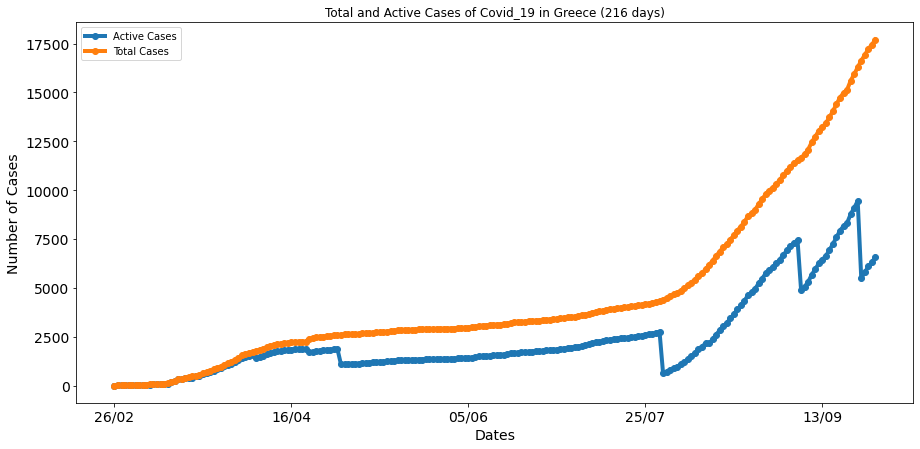 Total and Active Cases of Covid_19 in Greece (216 days)
Active Cases
Total Cases
Number of Cases
17500
15000
12500
10000
7500
5000
2500
0
26/02 16/04 05/06 25/07 13/09
Dates